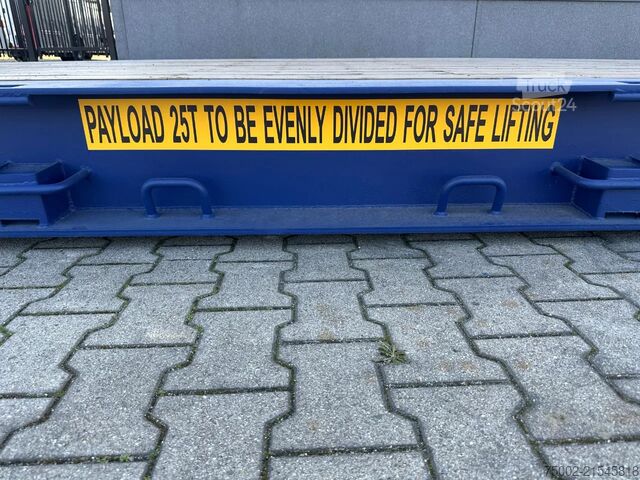 Truck
Scout24
PAYLOAD 25T TO BE EVENLY DIVIDED FOR SAFE LIFTING
75002-21543818